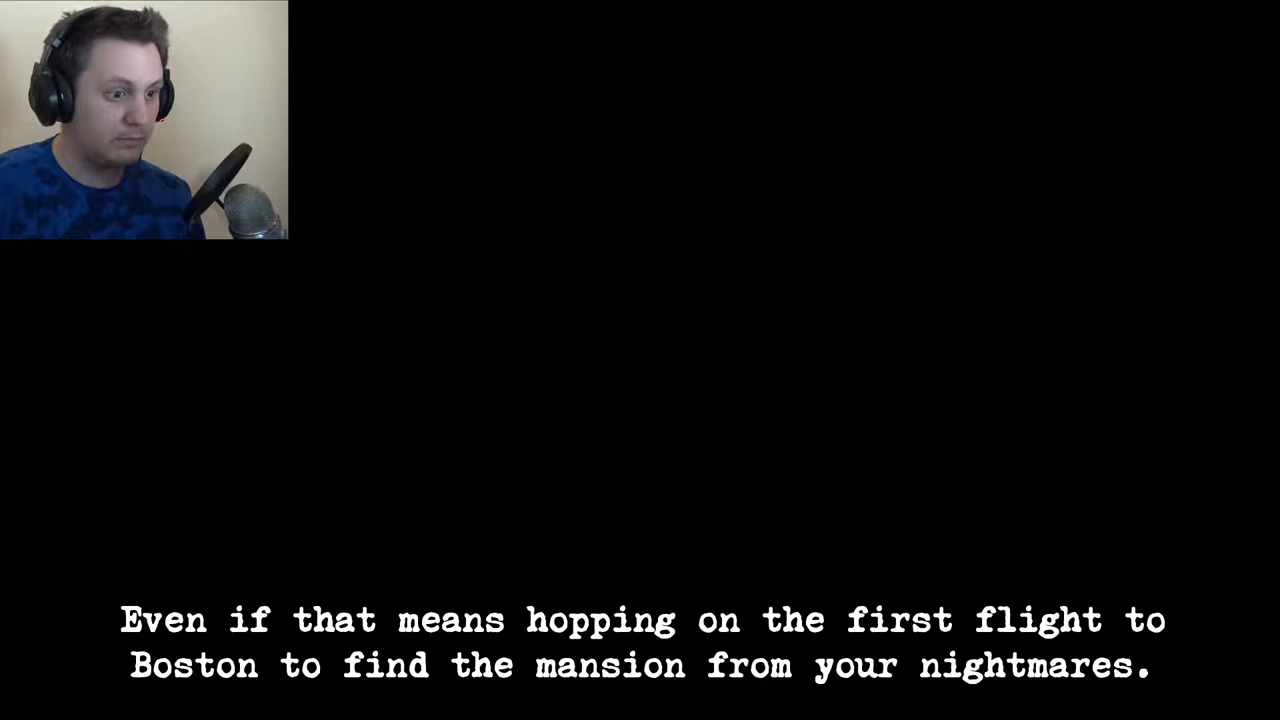 Even if that means hopping on the first flight to
Boston to find the mansion from your nightmares.